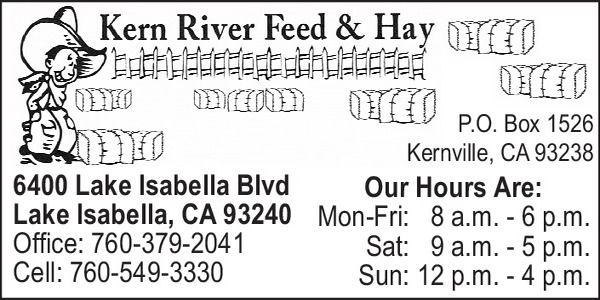 Kern River Feed & Hay
P.O. Box 1526
Kernville, CA 93238
6400 Lake Isabella Blvd
Lake Isabella, CA 93240
Office: 760-379-2041
Cell: 760-549-3330
Our Hours Are:
Mon-Fri: 8 a.m. - 6 p.m.
Sat: 9 a.m. - 5 p.m.
Sun: 12 p.m. - 4 p.m.